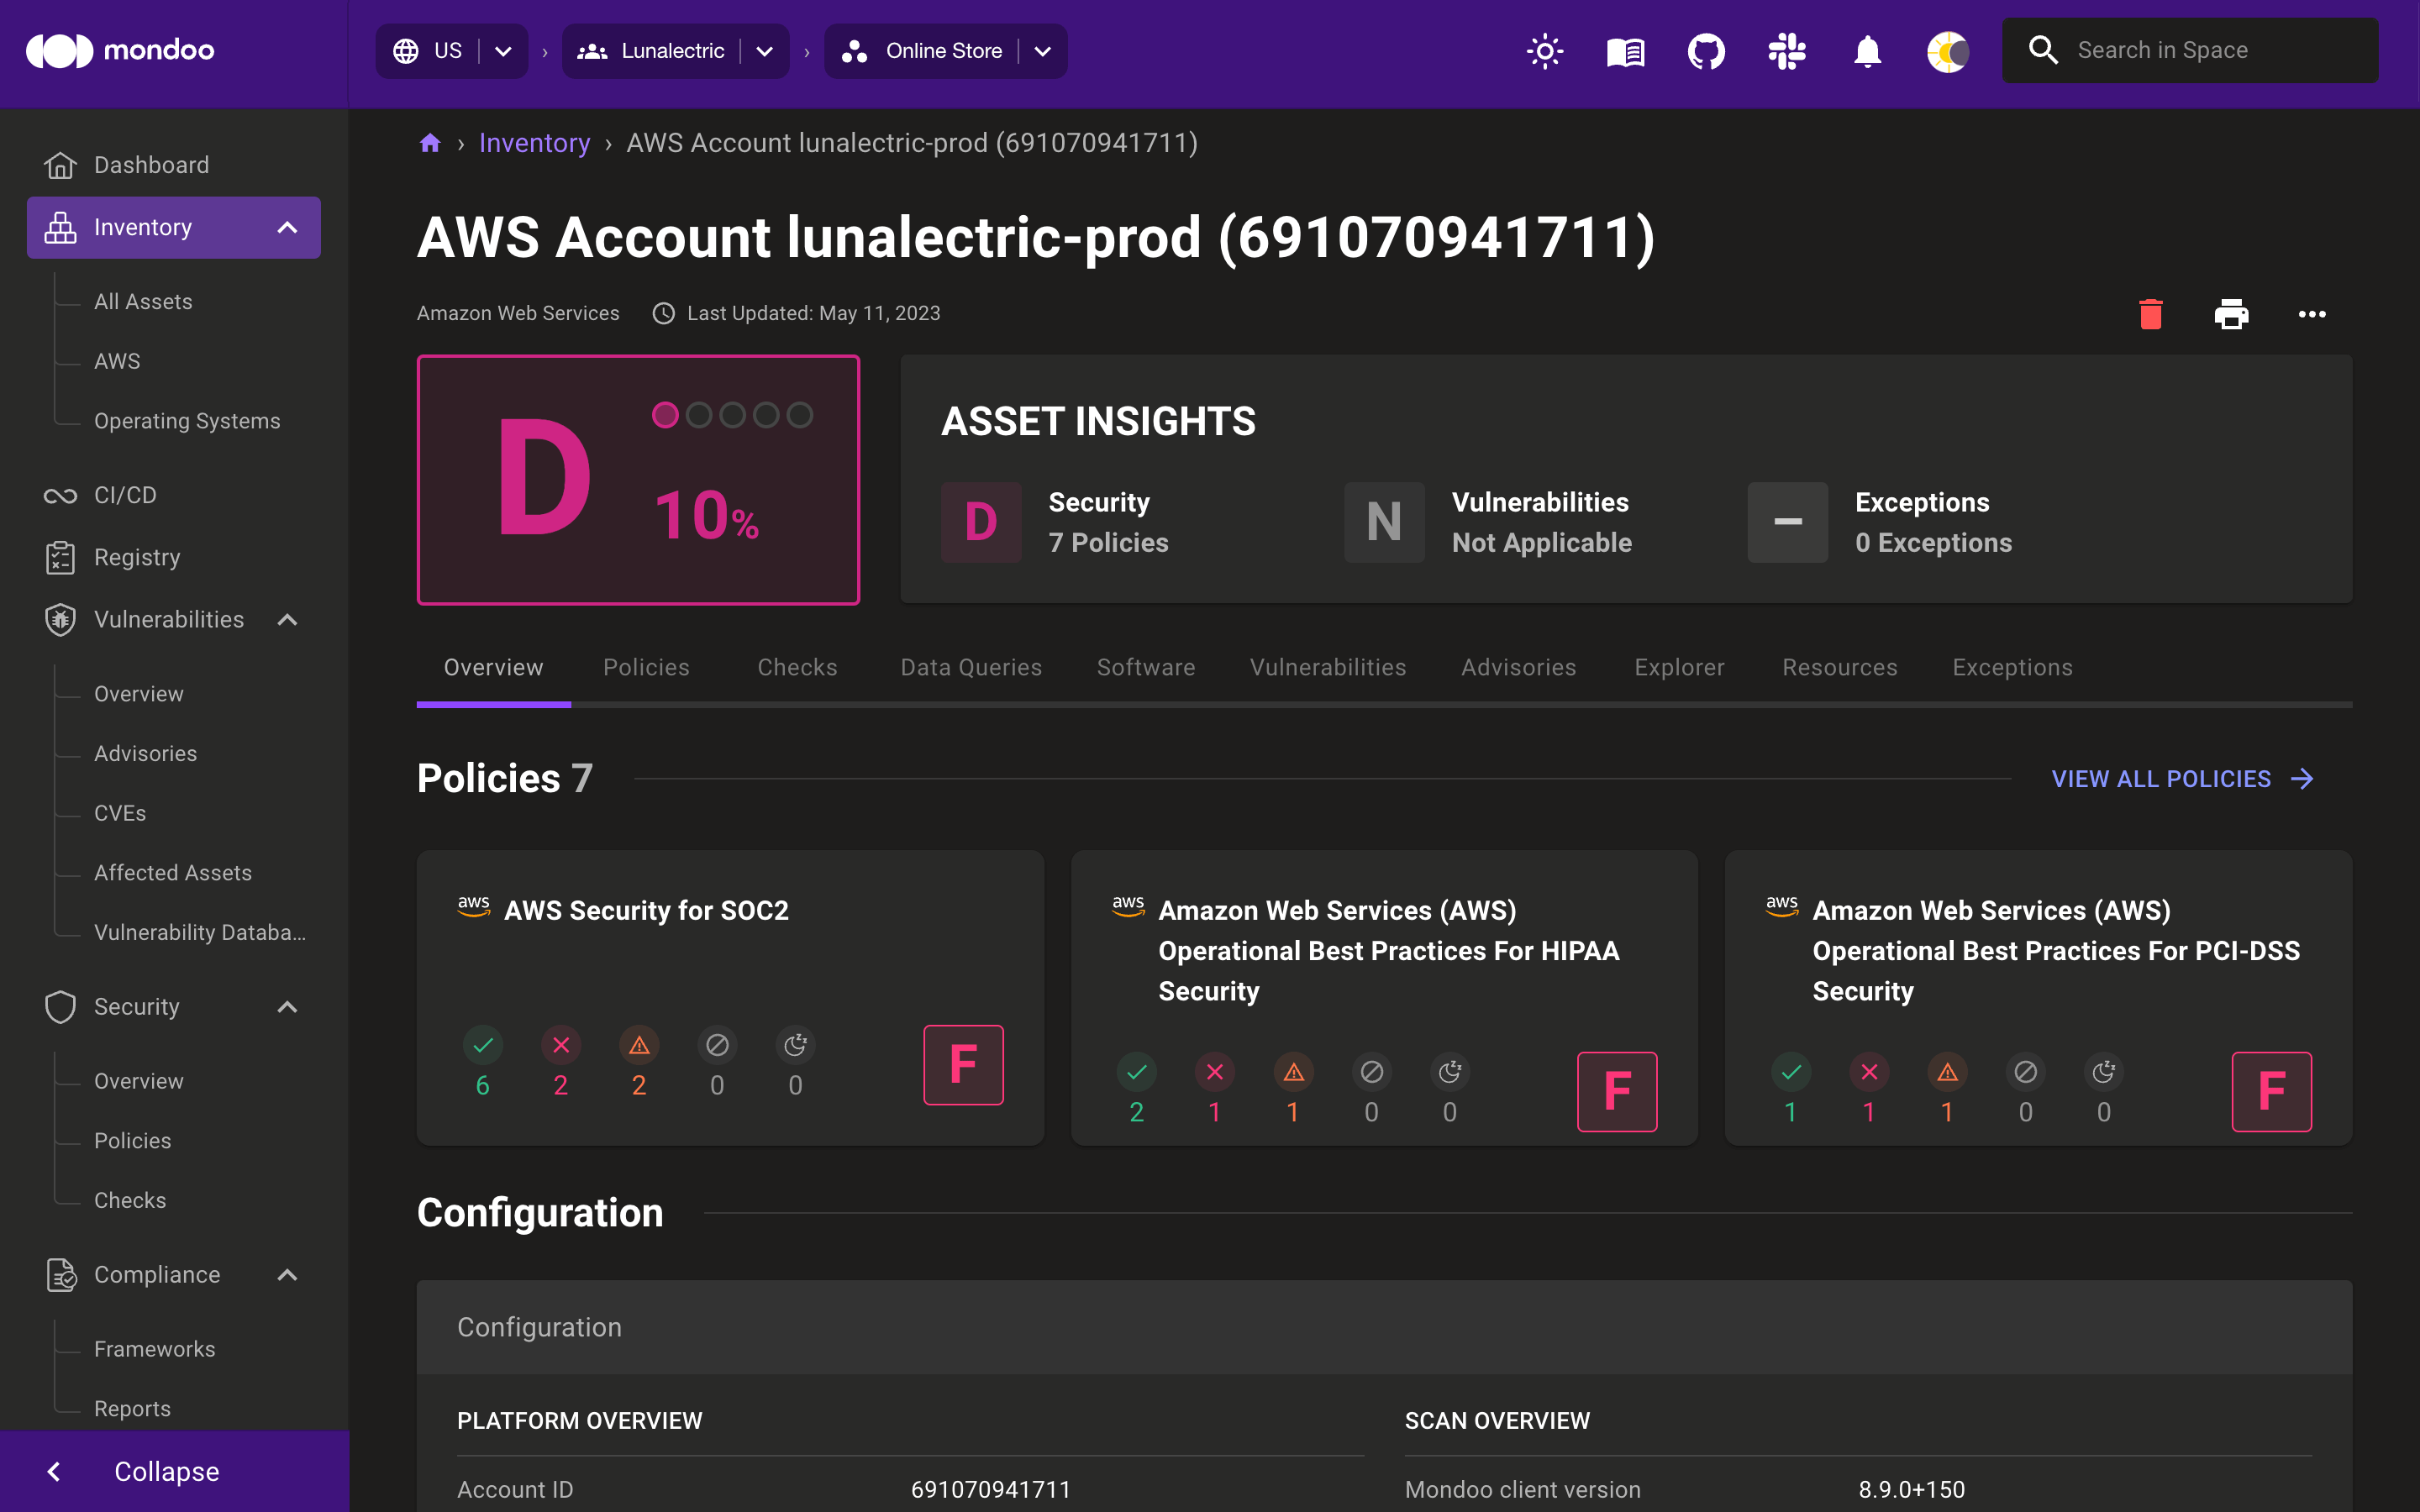 mondoo
US
Lunalectric
Online Store
Search in Space
Dashboard
Inventory
All Assets
AWS
Operating Systems
CI/CD
Registry
Vulnerabilities
Overview
Advisories
CVEs
Affected Assets
Vulnerability Databa...
Security
Overview
Policies
Checks
Compliance
Frameworks
Reports
Collapse
Inventory › AWS Account lunalectric-prod (691070941711)
AWS Account lunalectric-prod (691070941711)
Amazon Web Services
Last Updated: May 11, 2023
D
10%
ASSET INSIGHTS
D
Security
7 Policies
N
Vulnerabilities
Not Applicable
Exceptions
0 Exceptions
Overview
Policies
Checks
Data Queries
Software
Vulnerabilities
Advisories
Explorer
Resources
Exceptions
Policies 7
VIEW ALL POLICIES
aws
AWS Security for SOC2
6
2
2
0
0
F
aws
Amazon Web Services (AWS)
Operational Best Practices For HIPAA
Security
2
1
1
0
0
F
aws
Amazon Web Services (AWS)
Operational Best Practices For PCI-DSS
Security
1
1
1
0
0
F
Configuration
Configuration
PLATFORM OVERVIEW
Account ID
691070941711
SCAN OVERVIEW
Mondoo client version
8.9.0+150